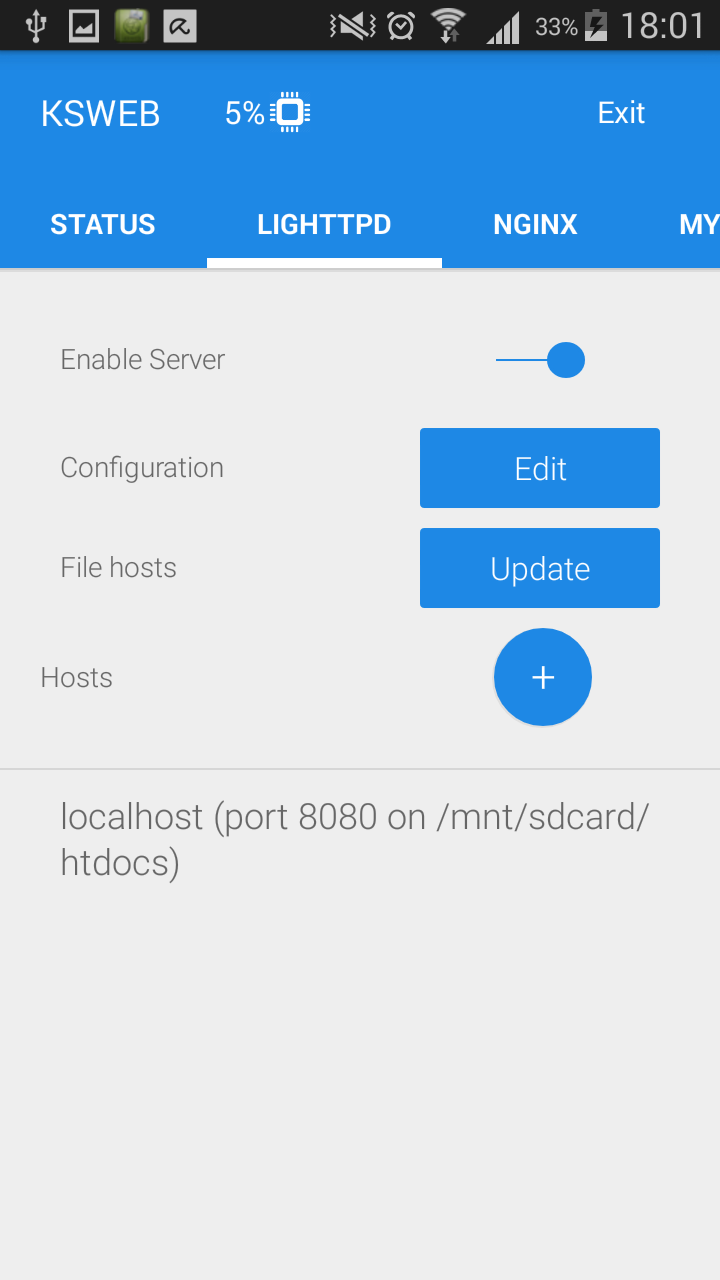 33% 18:01
KSWEB 5% Exit
STATUS LIGHTTPD NGINX MY
Enable Server
Configuration Edit
File hosts Update
Hosts +
localhost (port 8080 on /mnt/sdcard/
htdocs)